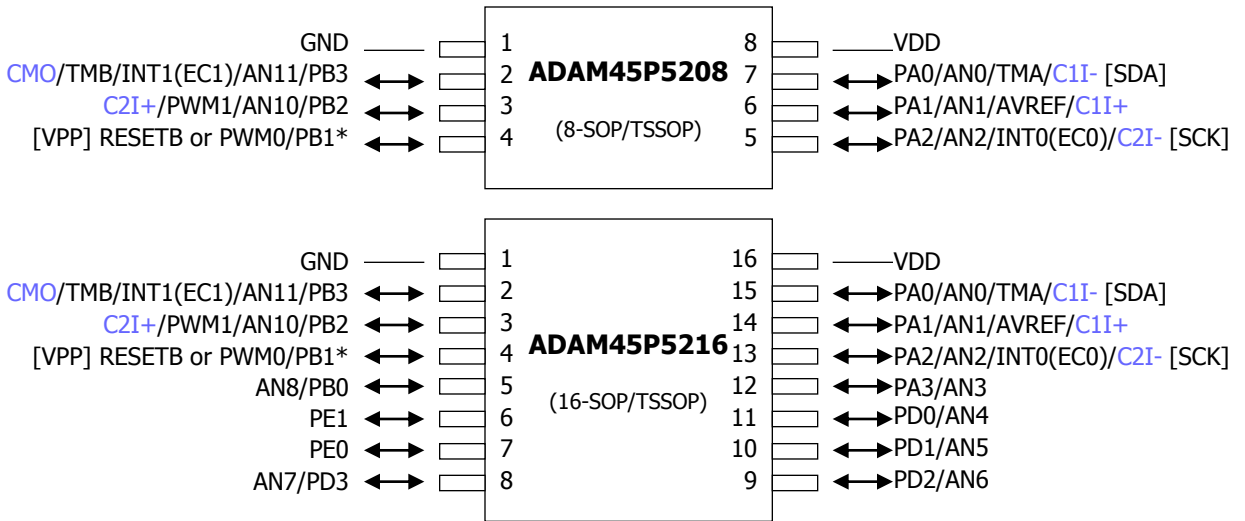 GND 1 8 VDD
CMO/TMB/INT1(EC1)/AN11/PB3 2 ADAM45P5208 7 PA0/AN0/TMA/C1I- [SDA]
C2I+/PWM1/AN10/PB2 3 6 PA1/AN1/AVREF/C1I+
[VPP] RESETB or PWM0/PB1* 4 (8-SOP/TSSOP) 5 PA2/AN2/INT0(EC0)/C2I- [SCK]
GND 1 16 VDD
CMO/TMB/INT1(EC1)/AN11/PB3 2 15 PA0/AN0/TMA/C1I- [SDA]
C2I+/PWM1/AN10/PB2 3 14 PA1/AN1/AVREF/C1I+
[VPP] RESETB or PWM0/PB1* 4 ADAM45P5216 13 PA2/AN2/INT0(EC0)/C2I- [SCK]
AN8/PB0 5 (16-SOP/TSSOP) 12 PA3/AN3
PE1 6 11 PD0/AN4
PE0 7 10 PD1/AN5
AN7/PD3 8 9 PD2/AN6